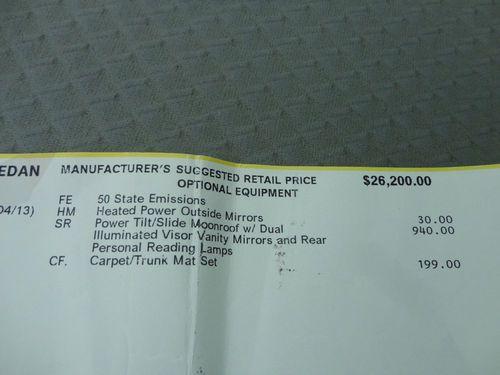 EDAN MANUFACTURER'S SUGGESTED RETAIL PRICE $26,200.00
OPTIONAL EQUIPMENT
FE 50 State Emissions
04/13) HM Heated Power Outside Mirrors 30.00
SR Power Tilt/Slide Moonroof w/ Dual 940.00
Illuminated Visor Vanity Mirrors and Rear
Personal Reading Lamps
CF. Carpet/Trunk Mat Set 199.00